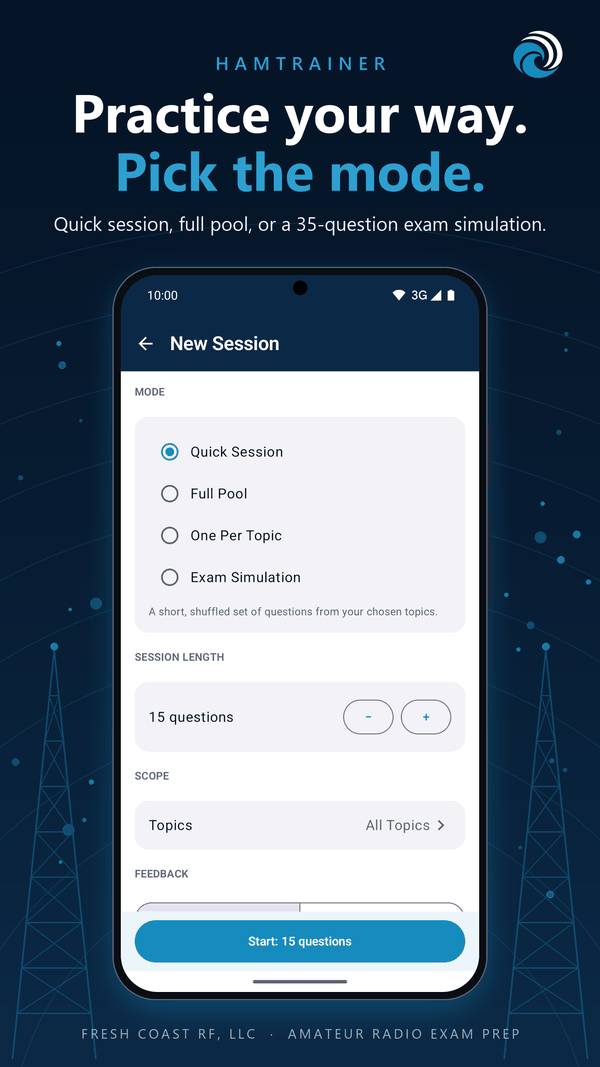 HAMTRAINER
Practice your way.
Pick the mode.
Quick session, full pool, or a 35-question exam simulation.
10:00 3G
New Session
MODE
Quick Session
Full Pool
One Per Topic
Exam Simulation
A short, shuffled set of questions from your chosen topics.
SESSION LENGTH
15 questions - +
SCOPE
Topics All Topics
FEEDBACK
Start: 15 questions
FRESH COAST RF, LLC · AMATEUR RADIO EXAM PREP